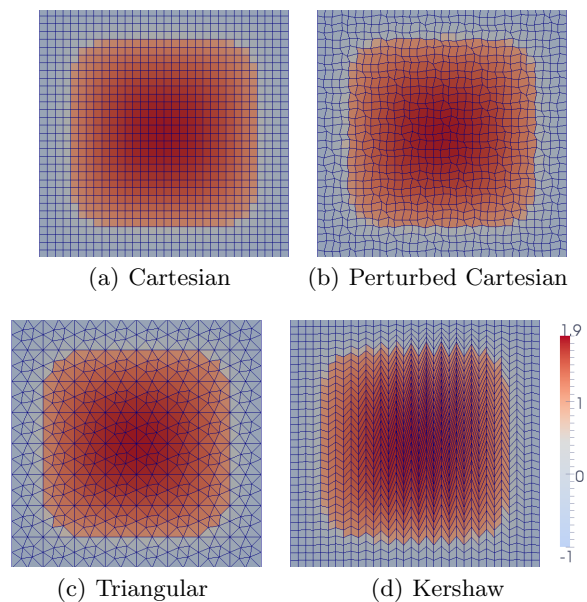 (a) Cartesian
(b) Perturbed Cartesian
1,9
1
0
-1
(c) Triangular
(d) Kershaw